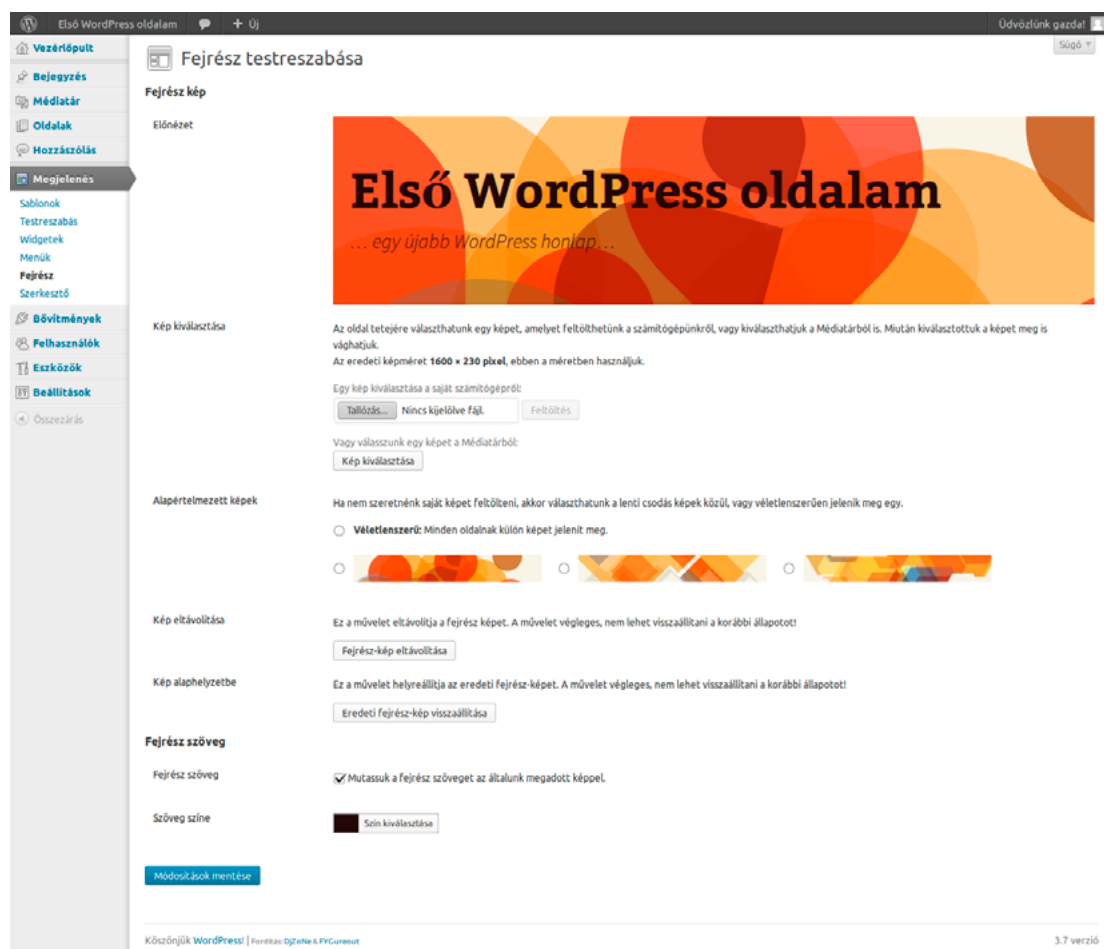 Első WordPress oldalam + Új Üdvözlünk gazda!
Súgó
Vezérlőpult
Bejegyzés
Médiatár
Oldalak
Hozzászólás
Megjelenés
Sablonok
Testreszabás
Widgetek
Menük
Fejrész
Szerkesztő
Bővítmények
Felhasználók
Eszközök
Beállítások
Összezárás
Fejrész testreszabása
Fejrész kép
Előnézet
Első WordPress oldalam
... egy újabb WordPress honlap...
Kép kiválasztása
Az oldal tetejére választhatunk egy képet, amelyet feltölthetünk a számítógépünkről, vagy kiválaszthatjuk a Médiatárból is. Miután kiválasztottuk a képet meg is
vághatjuk.
Az eredeti képméret 1600 × 230 pixel, ebben a méretben használjuk.
Egy kép kiválasztása a saját számítógépről:
Tallózás... Nincs kijelölve fájl. Feltöltés
Vagy válasszunk egy képet a Médiatárból:
Kép kiválasztása
Alapértelmezett képek
Ha nem szeretnénk saját képet feltölteni, akkor választhatunk a lenti csodás képek közül, vagy véletlenszerűen jelenik meg egy.
Véletlenszerű: Minden oldalnak külön képet jelenít meg.
Kép eltávolítása
Ez a művelet eltávolítja a fejrész képet. A művelet végleges, nem lehet visszaállítani a korábbi állapotot!
Fejrész-kép eltávolítása
Kép alaphelyzetbe
Ez a művelet helyreállítja az eredeti fejrész-képet. A művelet végleges, nem lehet visszaállítani a korábbi állapotot!
Eredeti fejrész-kép visszaállítása
Fejrész szöveg
Fejrész szöveg
Mutassuk a fejrész szöveget az általunk megadott képpel.
Szöveg színe
Szín kiválasztása
Módosítások mentése
Köszönjük WordPress! | Fordítás: DjZoNe & FYGureout 3.7 verzió